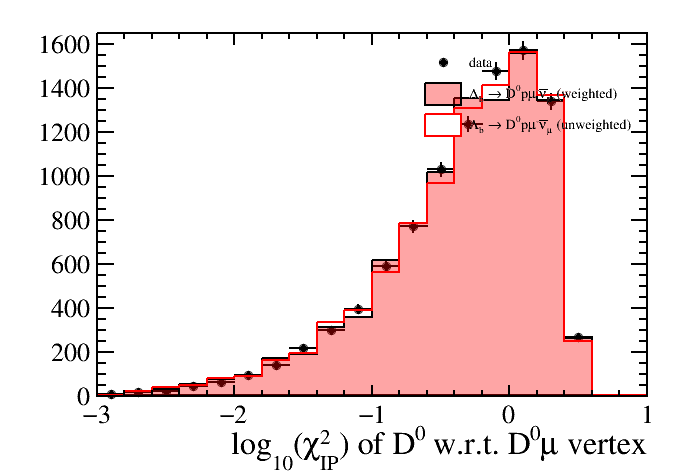 1600
1400
1200
1000
800
600
400
200
0
data
Λb → D⁰pμ ν̄μ (weighted)
Λb → D⁰pμ ν̄μ (unweighted)
−3 −2 −1 0 1
log₁₀(χ²IP) of D⁰ w.r.t. D⁰μ vertex